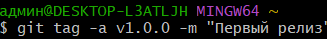 админ@DESKTOP-L3ATLJH MINGW64 ~
$ git tag -a v1.0.0 -m "Первый релиз"